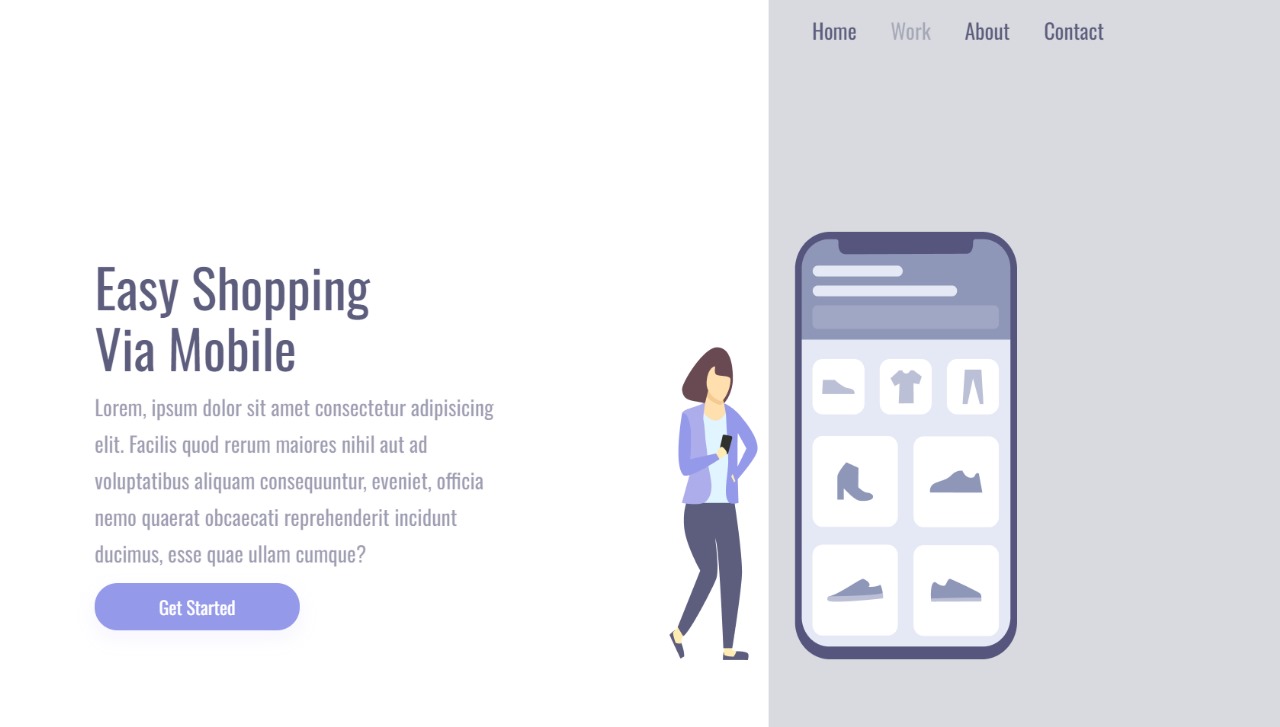 Home Work About Contact
Easy Shopping
Via Mobile
Lorem, ipsum dolor sit amet consectetur adipisicing
elit. Facilis quod rerum maiores nihil aut ad
voluptatibus aliquam consequuntur, eveniet, officia
nemo quaerat obcaecati reprehenderit incidunt
ducimus, esse quae ullam cumque?
Get Started